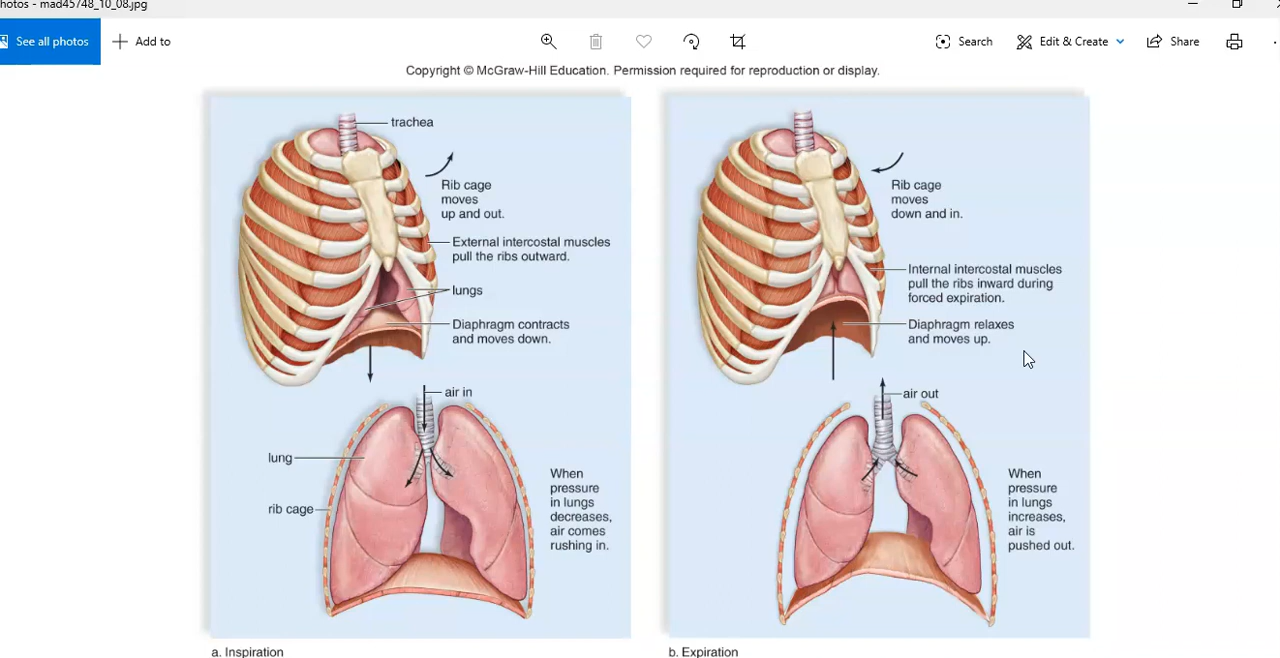 hotos - mad45748_10_08.jpg
See all photos
Add to
Search
Edit & Create
Share
Copyright © McGraw-Hill Education. Permission required for reproduction or display.
trachea
Rib cage
moves
up and out.
External intercostal muscles
pull the ribs outward.
lungs
Diaphragm contracts
and moves down.
air in
lung
rib cage
When
pressure
in lungs
decreases,
air comes
rushing in.
a. Inspiration
Rib cage
moves
down and in.
Internal intercostal muscles
pull the ribs inward during
forced expiration.
Diaphragm relaxes
and moves up.
air out
When
pressure
in lungs
increases,
air is
pushed out.
b. Expiration